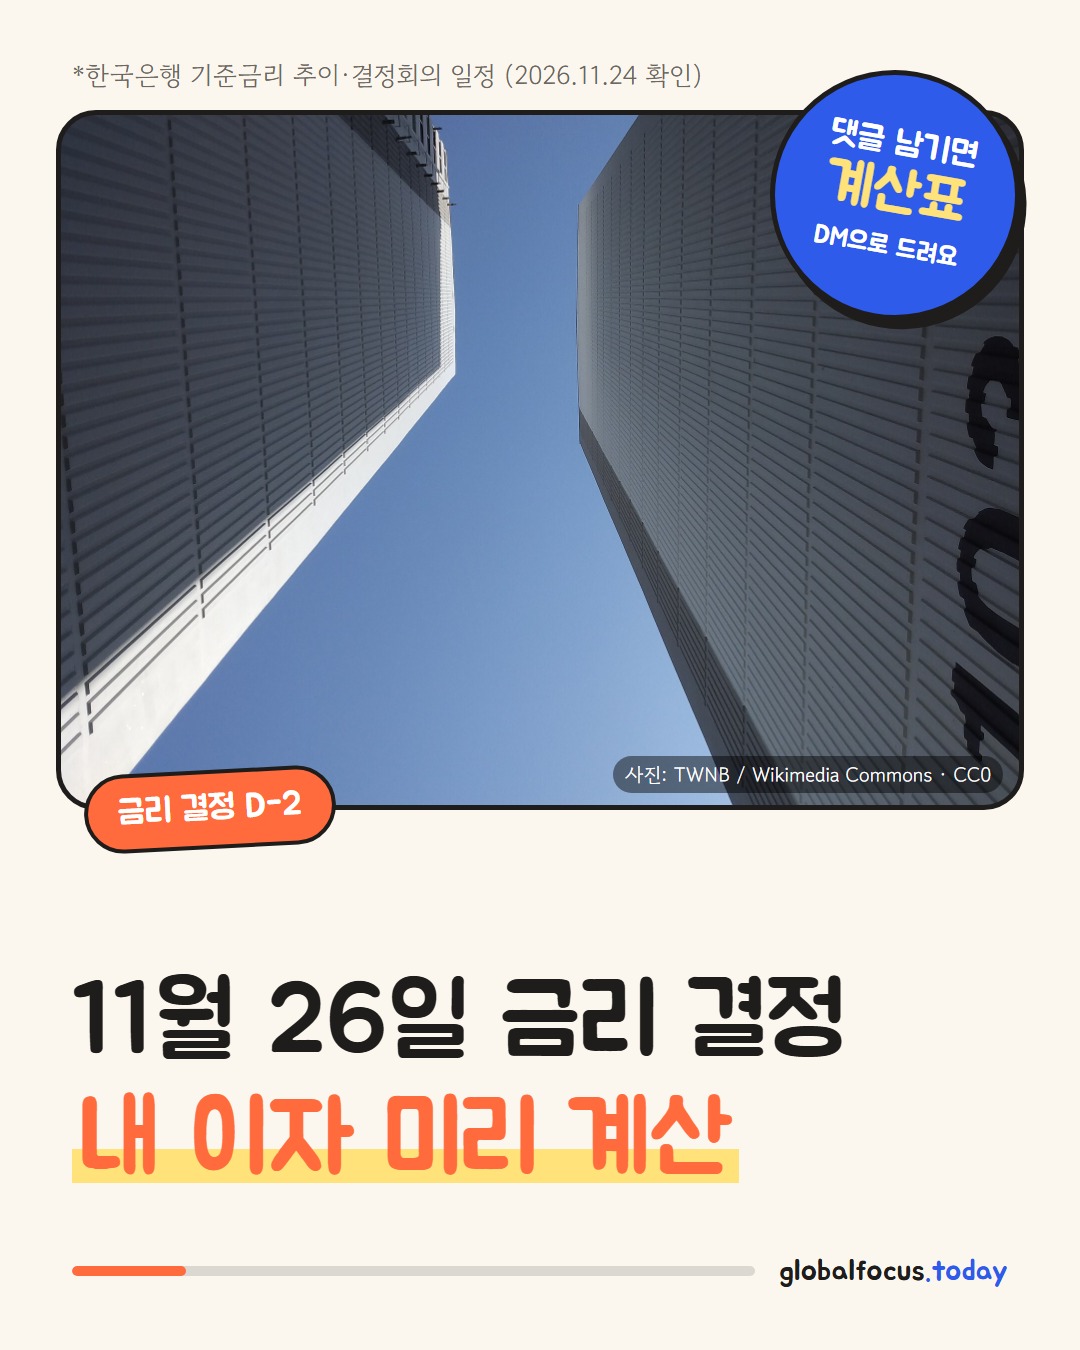 *한국은행 기준금리 추이·결정회의 일정 (2026.11.24 확인)
댓글 남기면
계산표
DM으로 드려요
사진: TWNB / Wikimedia Commons · CC0
금리 결정 D-2
11월 26일 금리 결정
내 이자 미리 계산
globalfocus.today